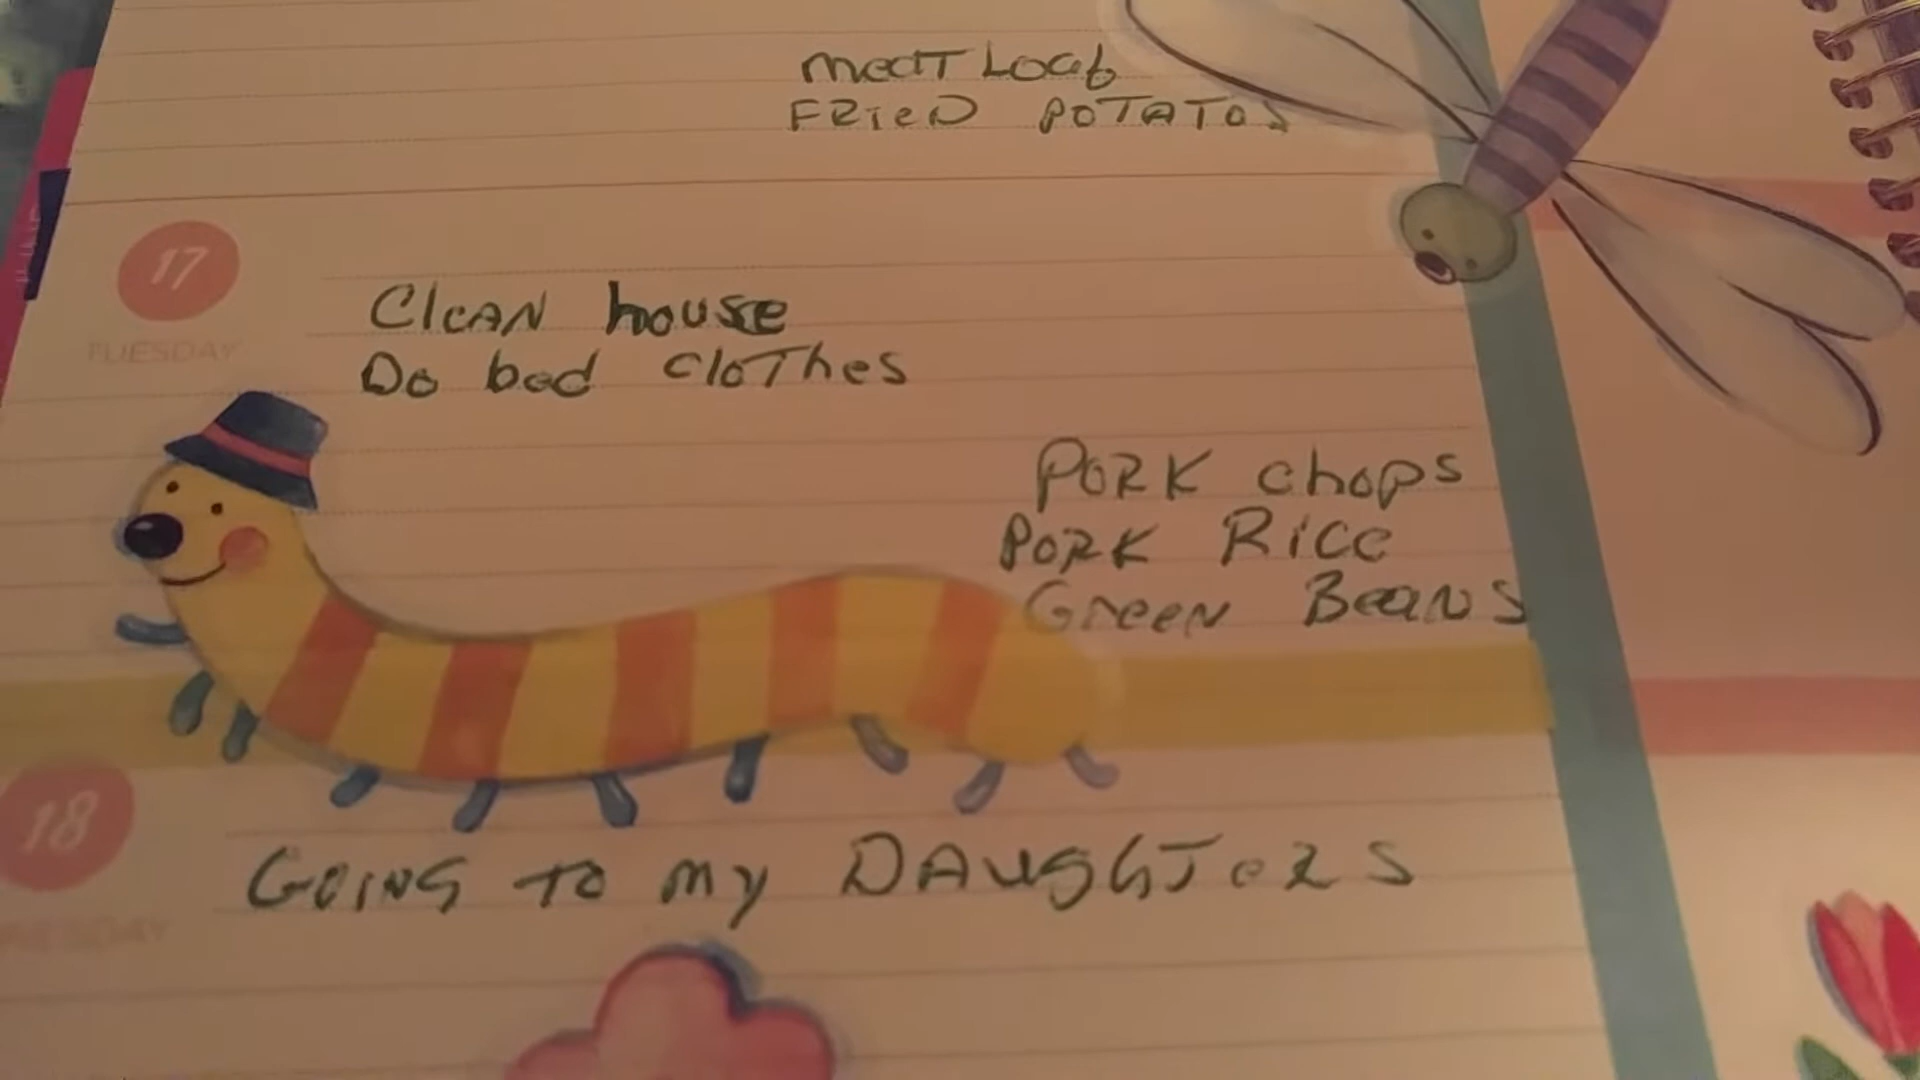 meaT Loaf
FRieD POTATOS
17
TUESDAY
CleAN house
Do bed cloThes
PORK chops
PORK Rice
Green Beans
18
GOING TO my DAUGHTeRS